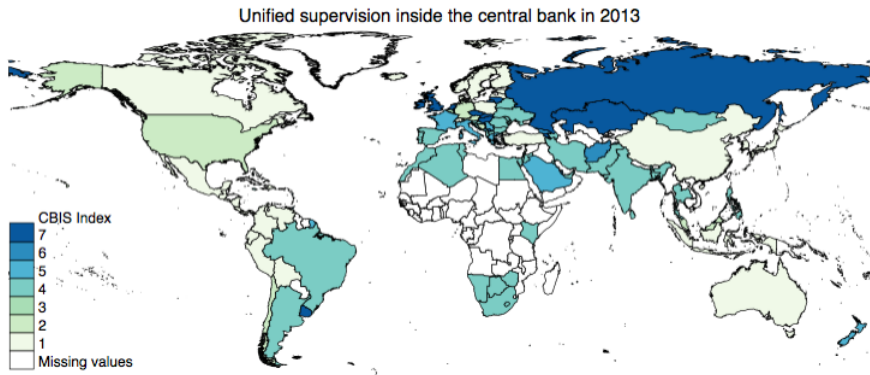 Unified supervision inside the central bank in 2013
CBIS Index
7
6
5
4
3
2
1
Missing values